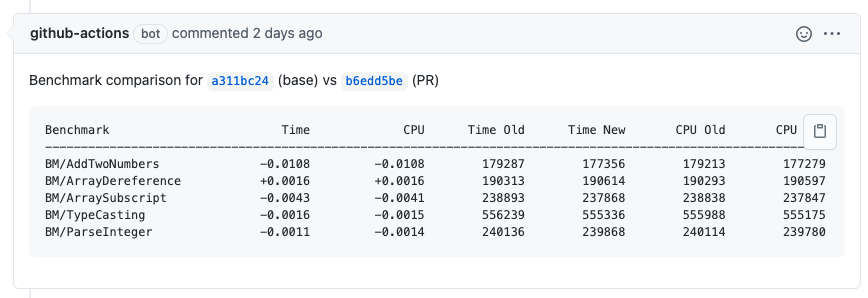 github-actions bot commented 2 days ago
Benchmark comparison for a311bc24 (base) vs b6edd5be (PR)
Benchmark Time CPU Time Old Time New CPU Old CPU
BM/AddTwoNumbers -0.0108 -0.0108 179287 177356 179213 177279
BM/ArrayDereference +0.0016 +0.0016 190313 190614 190293 190597
BM/ArraySubscript -0.0043 -0.0041 238893 237868 238838 237847
BM/TypeCasting -0.0016 -0.0015 556239 555336 555988 555175
BM/ParseInteger -0.0011 -0.0014 240136 239868 240114 239780